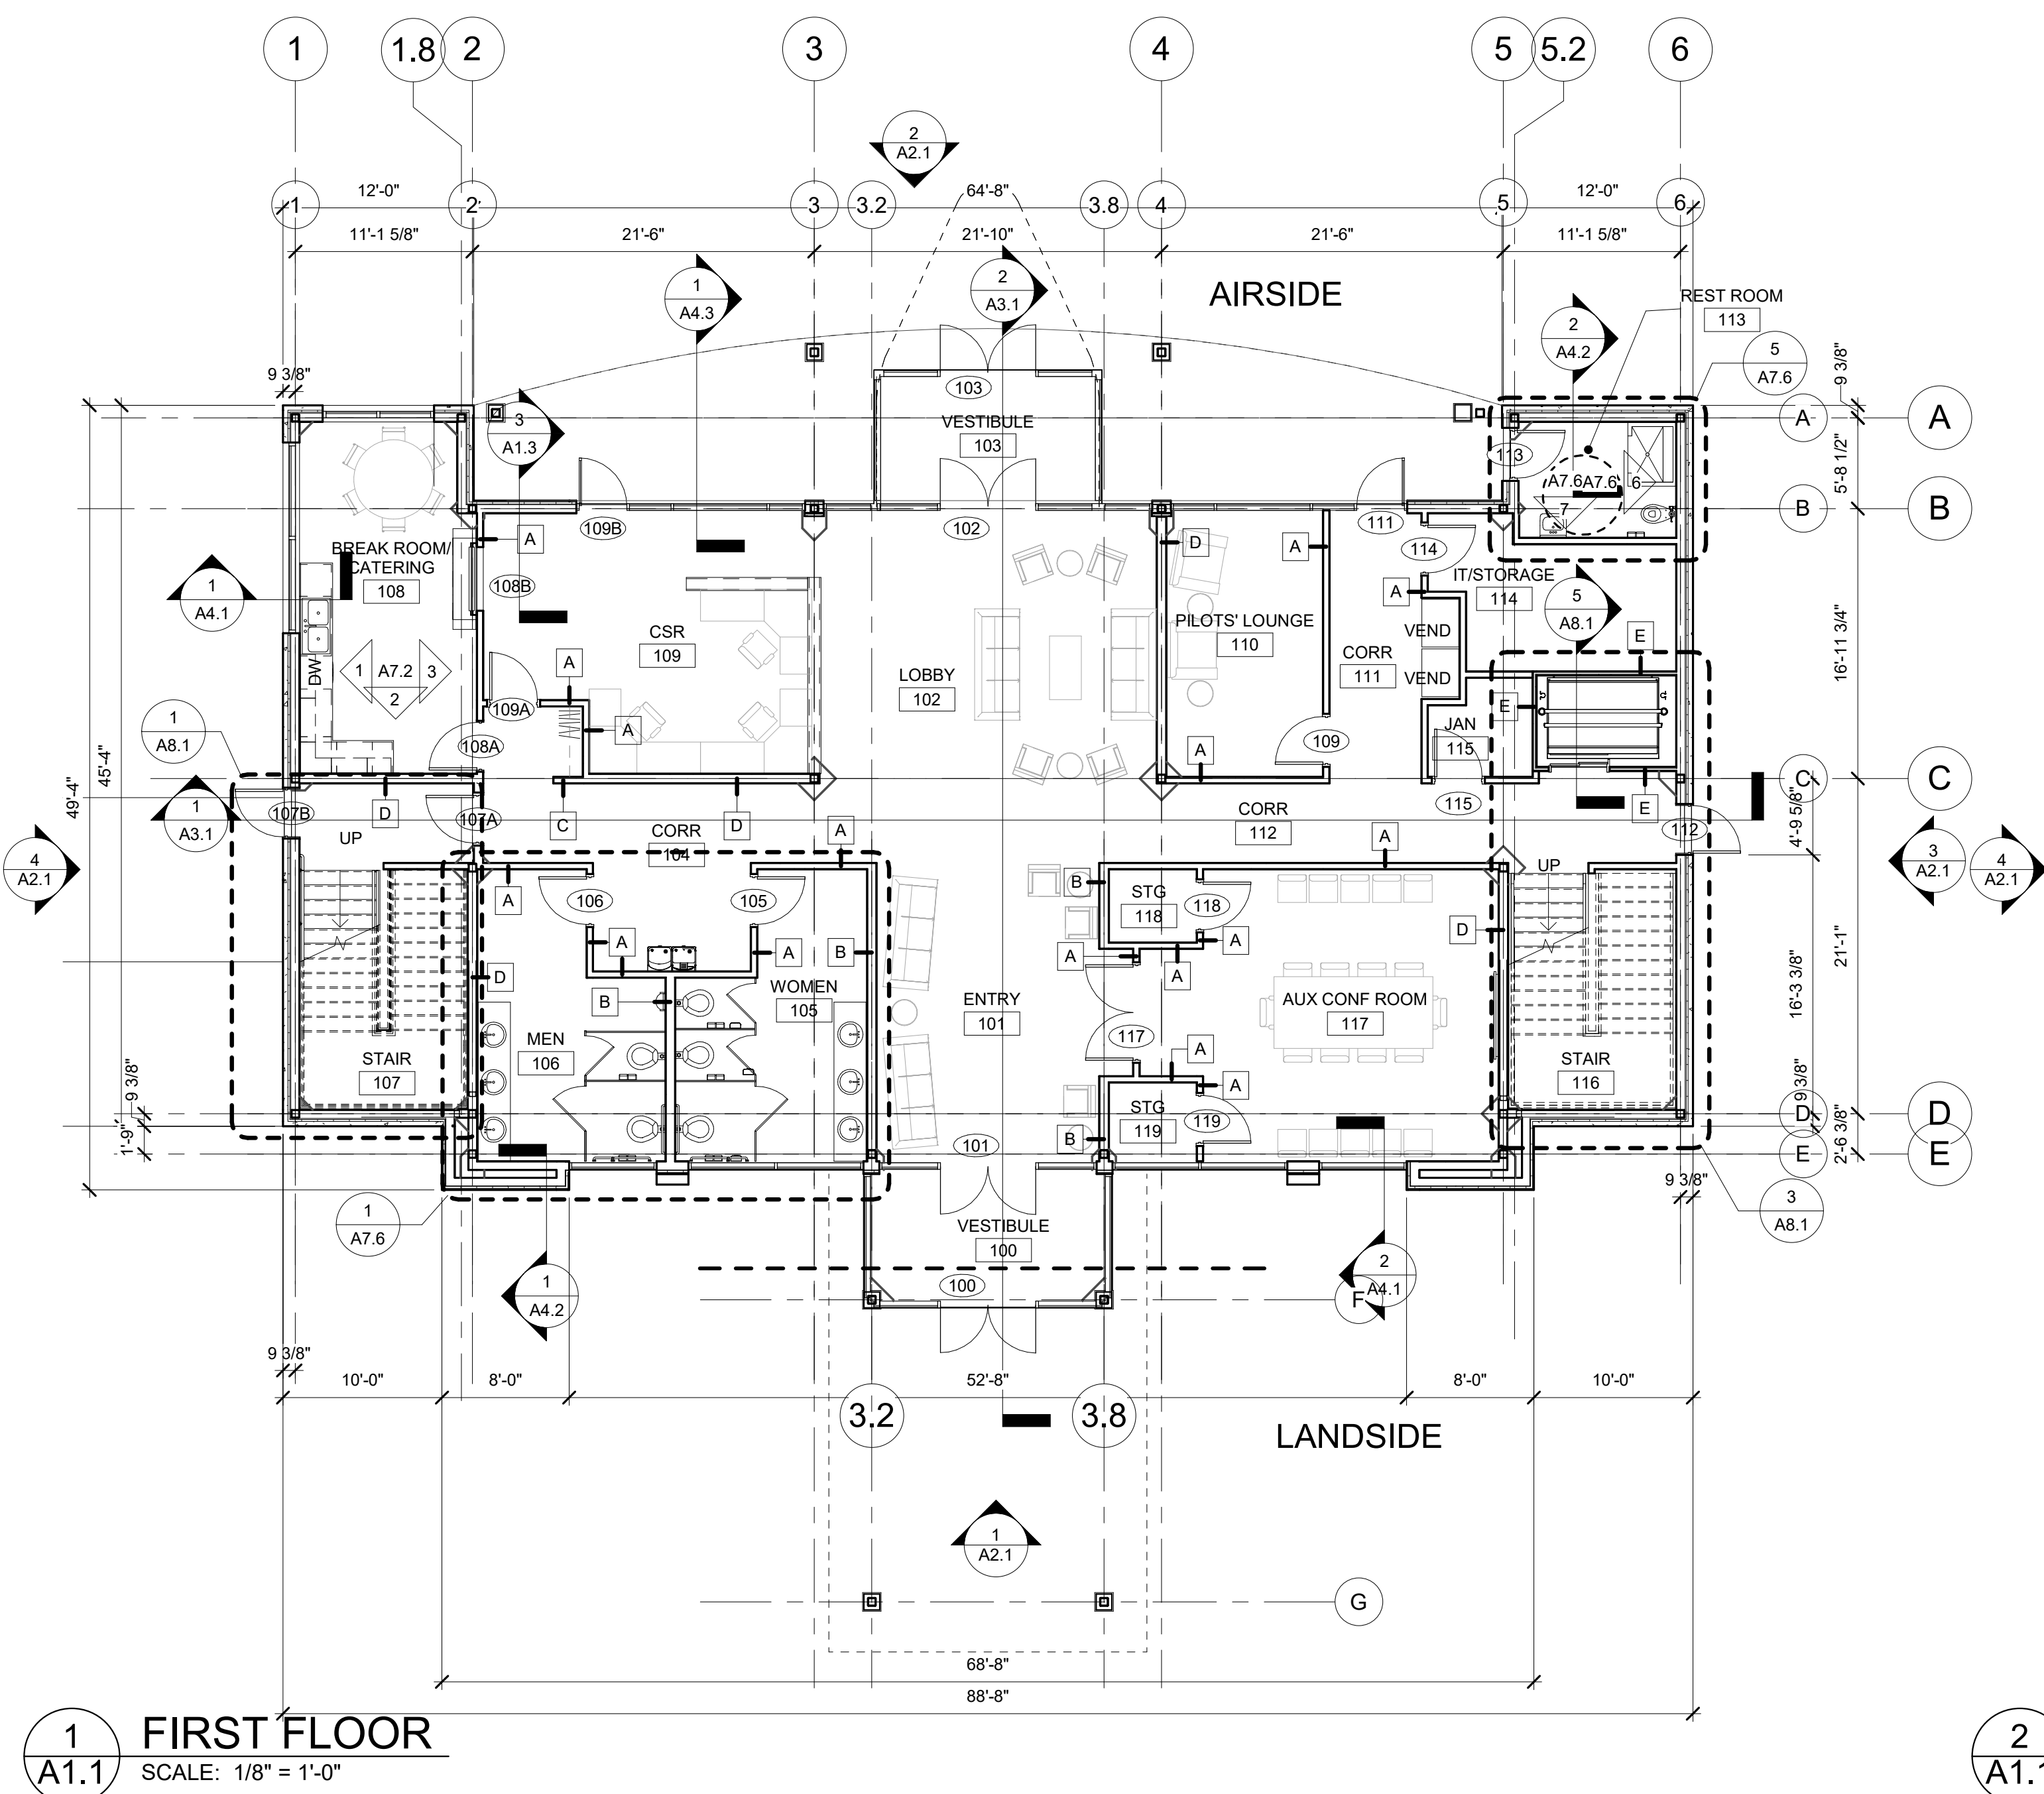 1
1.8
2
3
4
5
5.2
6
2
A2.1
12'-0"
64'-8"
12'-0"
1
2
3
3.2
3.8
4
5
6
11'-1 5/8"
21'-6"
21'-10"
21'-6"
11'-1 5/8"
1
A4.3
2
A3.1
AIRSIDE
REST ROOM
113
2
A4.2
5
A7.6
9 3/8"
9 3/8"
103
VESTIBULE
103
3
A1.3
113
A
A
5'-8 1/2"
A7.6
A7.6
6
7
B
B
109B
102
111
A
D
A
114
BREAK ROOM/
CATERING
108
108B
1
A4.1
IT/STORAGE
114
5
A8.1
A
PILOTS' LOUNGE
110
VEND
CSR
109
E
16'-11 3/4"
CORR
111
VEND
LOBBY
102
A
1
A7.2
3
2
DW
109A
E
1
A8.1
A
108A
JAN
115
109
A
45'-4"
49'-4"
C
C
1
A3.1
107B
D
107A
C
D
CORR
104
A
CORR
112
115
A
E
112
4'-9 5/8"
UP
UP
4
A2.1
3
A2.1
4
A2.1
A
106
105
B
STG
118
118
D
A
A
B
A
A
A
21'-1"
D
B
WOMEN
105
ENTRY
101
AUX CONF ROOM
117
16'-3 3/8"
MEN
106
117
A
STAIR
107
STAIR
116
A
9 3/8"
9 3/8"
STG
119
119
D
D
1'-9"
B
101
E
E
2'-6 3/8"
9 3/8"
1
A7.6
VESTIBULE
100
3
A8.1
100
1
A4.2
2
A4.1
F
9 3/8"
10'-0"
8'-0"
52'-8"
8'-0"
10'-0"
3.2
3.8
LANDSIDE
1
A2.1
G
68'-8"
88'-8"
1
A1.1
FIRST FLOOR
SCALE: 1/8" = 1'-0"
2
A1.1